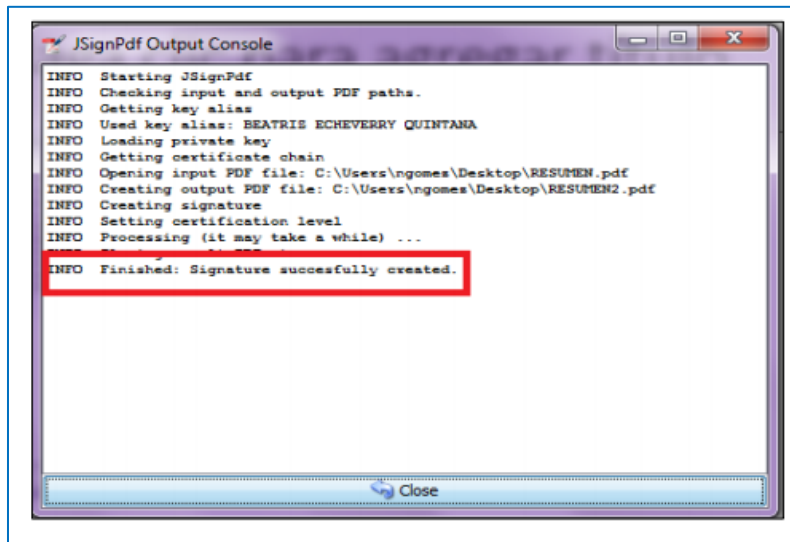 JSignPdf Output Console
INFO Starting JSignPdf
INFO Checking input and output PDF paths.
INFO Getting key alias
INFO Used key alias: BEATRIS ECHEVERRY QUINTANA
INFO Loading private key
INFO Getting certificate chain
INFO Opening input PDF file: C:\Users\ngomes\Desktop\RESUMEN.pdf
INFO Creating output PDF file: C:\Users\ngomes\Desktop\RESUMEN2.pdf
INFO Creating signature
INFO Setting certification level
INFO Processing (it may take a while) ...
INFO Finished: Signature succesfully created.
Close